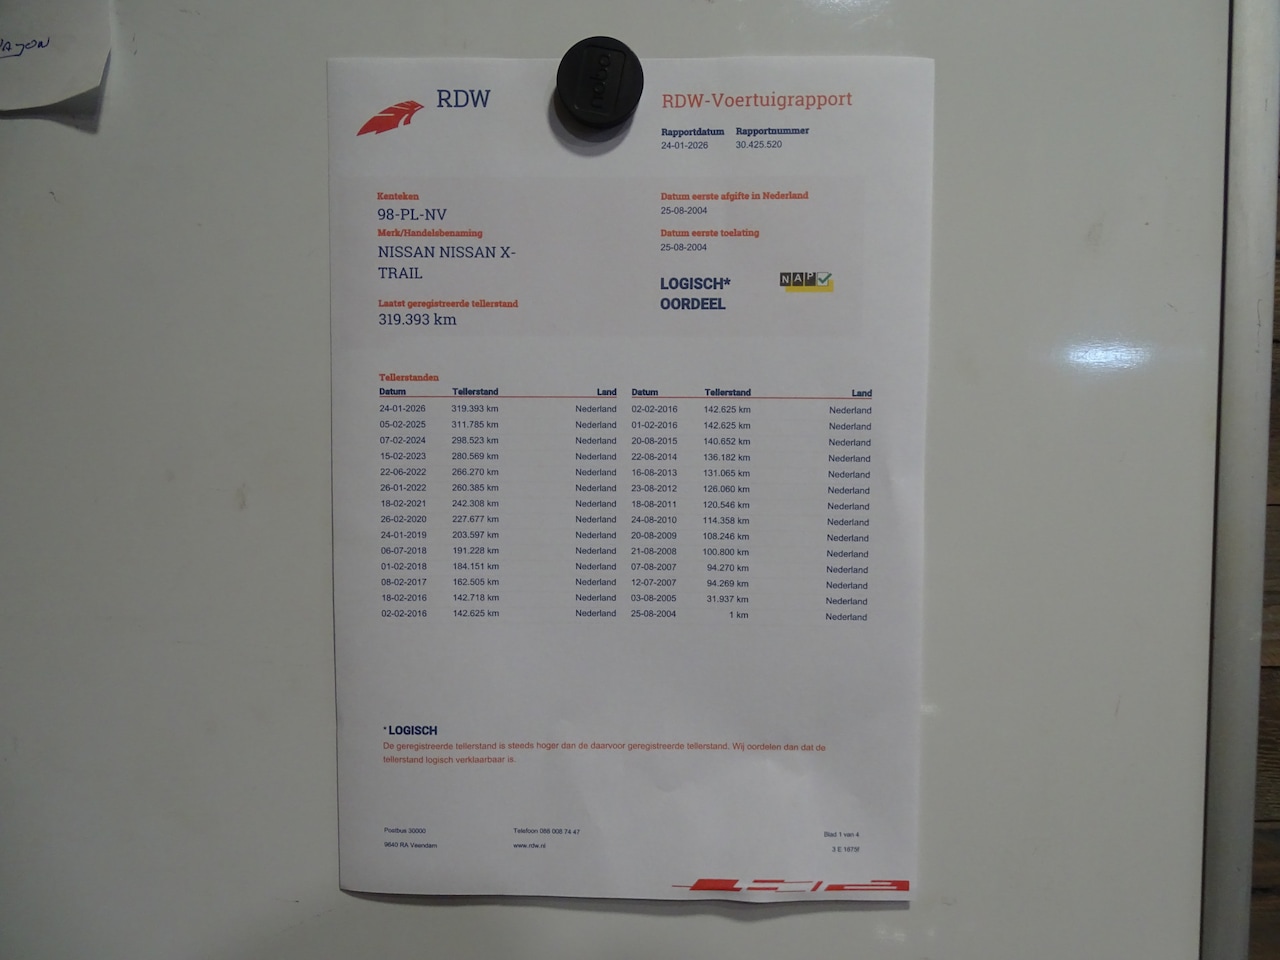 RDW
RDW-Voertuigrapport
Rapportdatum Rapportnummer
24-01-2026 30.425.520
Kenteken
98-PL-NV
Merk/Handelsbenaming
NISSAN NISSAN X-
TRAIL
Laatst geregistreerde tellerstand
319.393 km
Datum eerste afgifte in Nederland
25-08-2004
Datum eerste toelating
25-08-2004
LOGISCH*
OORDEEL
NAP
Tellerstanden
Datum Tellerstand Land Datum Tellerstand Land
24-01-2026 319.393 km Nederland 02-02-2016 142.625 km Nederland
05-02-2025 311.785 km Nederland 01-02-2016 142.625 km Nederland
07-02-2024 298.523 km Nederland 20-08-2015 140.652 km Nederland
15-02-2023 280.569 km Nederland 22-08-2014 136.182 km Nederland
22-06-2022 266.270 km Nederland 16-08-2013 131.065 km Nederland
26-01-2022 260.385 km Nederland 23-08-2012 126.060 km Nederland
18-02-2021 242.308 km Nederland 18-08-2011 120.546 km Nederland
26-02-2020 227.677 km Nederland 24-08-2010 114.358 km Nederland
24-01-2019 203.597 km Nederland 20-08-2009 108.246 km Nederland
06-07-2018 191.228 km Nederland 21-08-2008 100.800 km Nederland
01-02-2018 184.151 km Nederland 07-08-2007 94.270 km Nederland
08-02-2017 162.505 km Nederland 12-07-2007 94.269 km Nederland
18-02-2016 142.718 km Nederland 03-08-2005 31.937 km Nederland
02-02-2016 142.625 km Nederland 25-08-2004 1 km Nederland
* LOGISCH
De geregistreerde tellerstand is steeds hoger dan de daarvoor geregistreerde tellerstand. Wij oordelen dan dat de
tellerstand logisch verklaarbaar is.
Postbus 30000 Telefoon 088 008 74 47 Blad 1 van 4
9640 RA Veendam www.rdw.nl 3 E 1675f